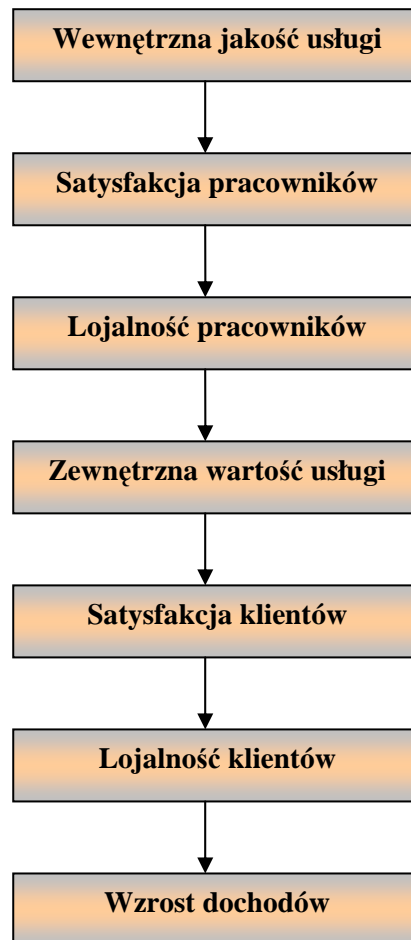 Wewnętrzna jakość usługi
Satysfakcja pracowników
Lojalność pracowników
Zewnętrzna wartość usługi
Satysfakcja klientów
Lojalność klientów
Wzrost dochodów